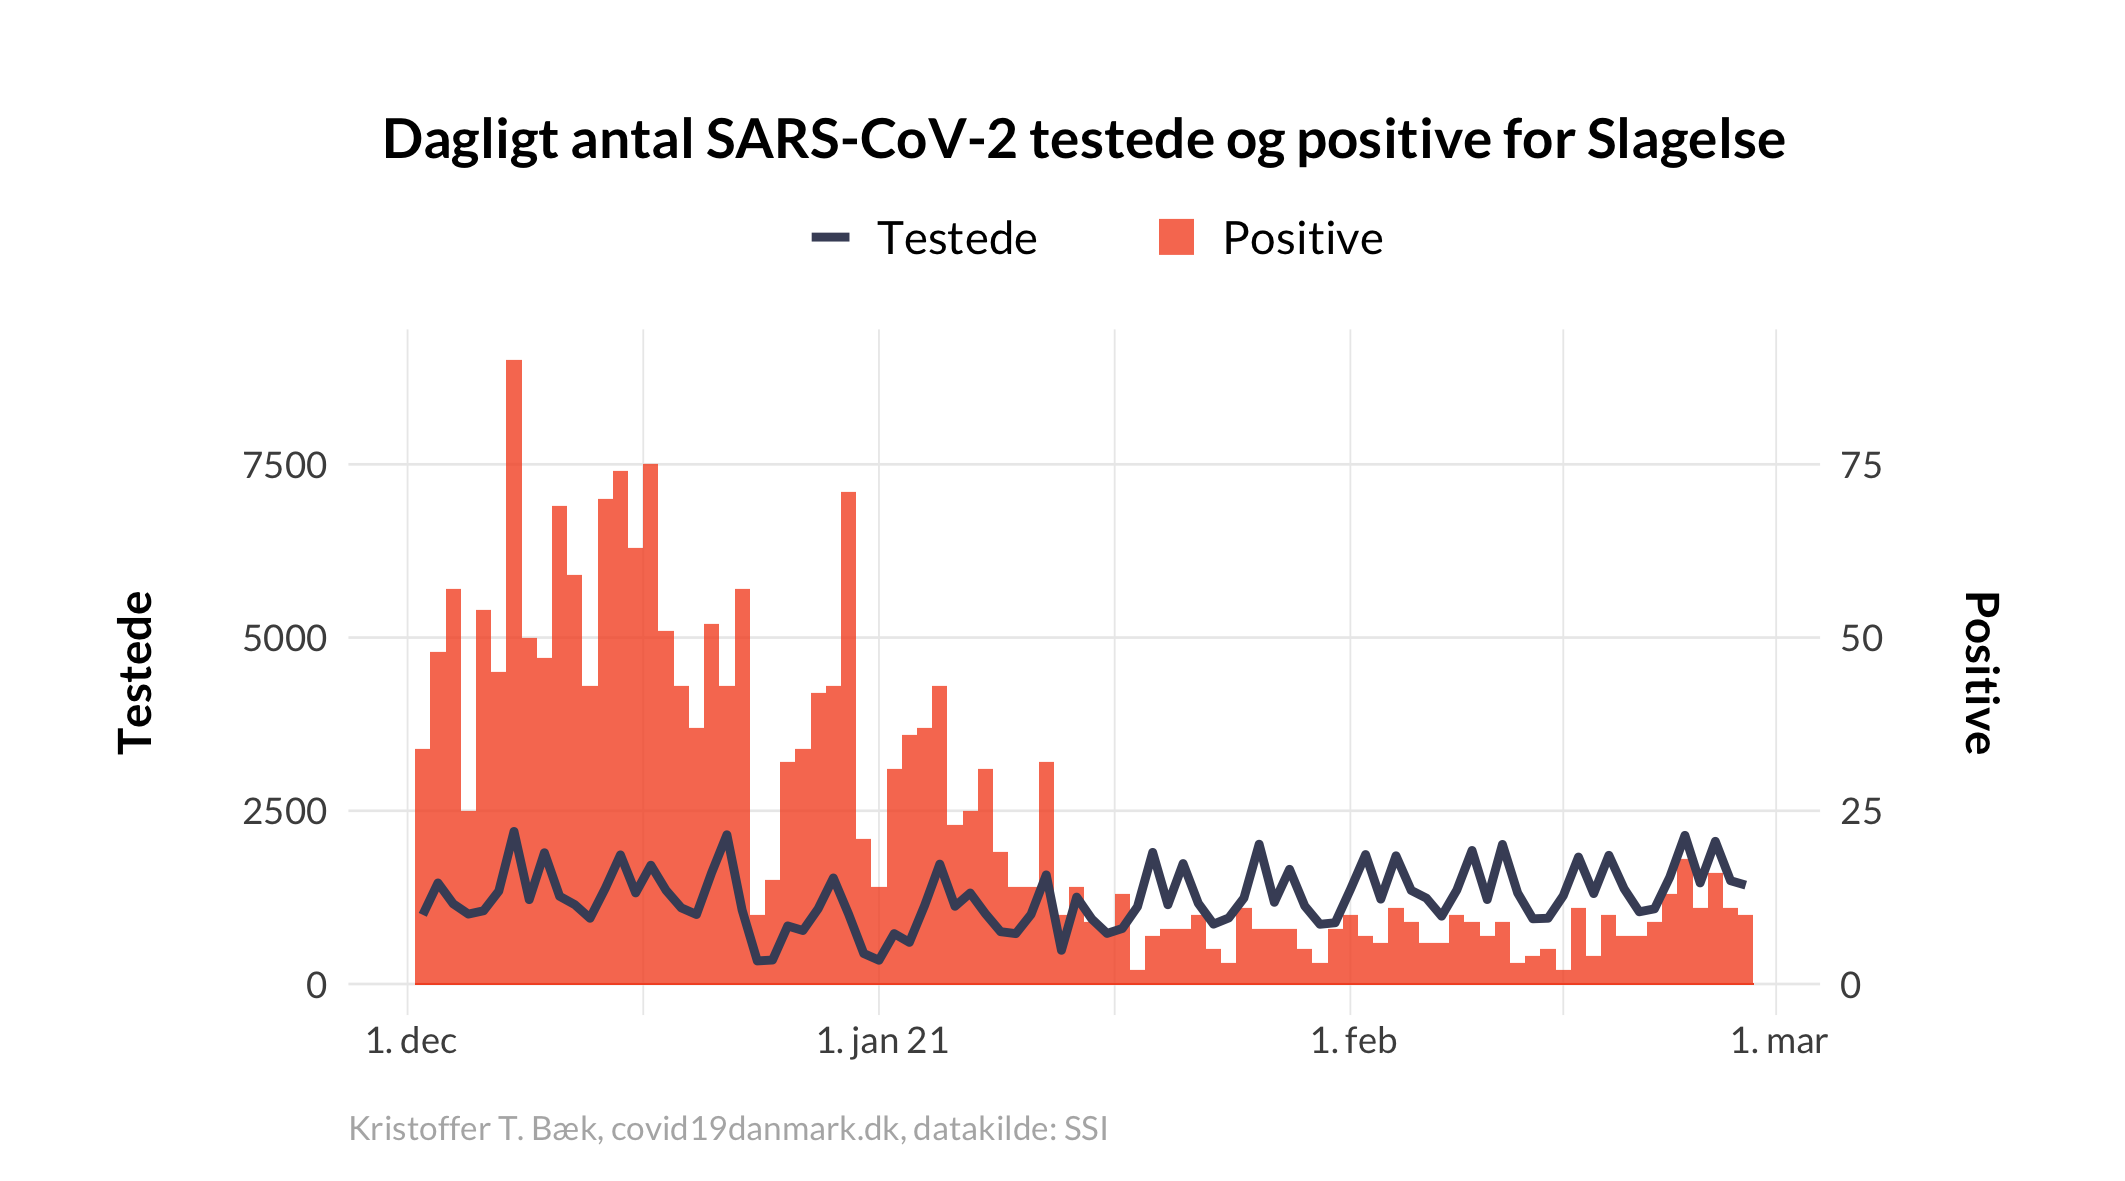 Dagligt antal SARS-CoV-2 testede og positive for Slagelse
Testede
Positive
7500
5000
2500
0
75
50
25
0
Testede
Positive
1. dec
1. jan 21
1. feb
1. mar
Kristoffer T. Bæk, covid19danmark.dk, datakilde: SSI